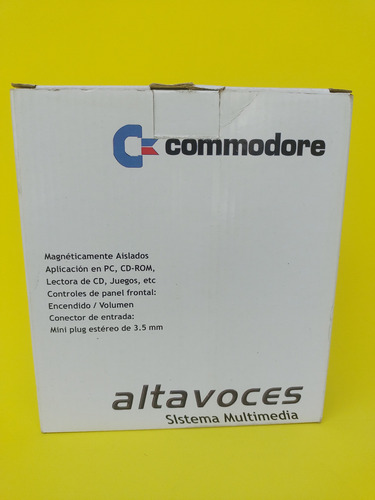 commodore
Magnéticamente Aislados
Aplicación en PC, CD-ROM,
Lectora de CD, Juegos, etc
Controles de panel frontal:
Encendido / Volumen
Conector de entrada:
Mini plug estéreo de 3.5 mm
altavoces
Sistema Multimedia